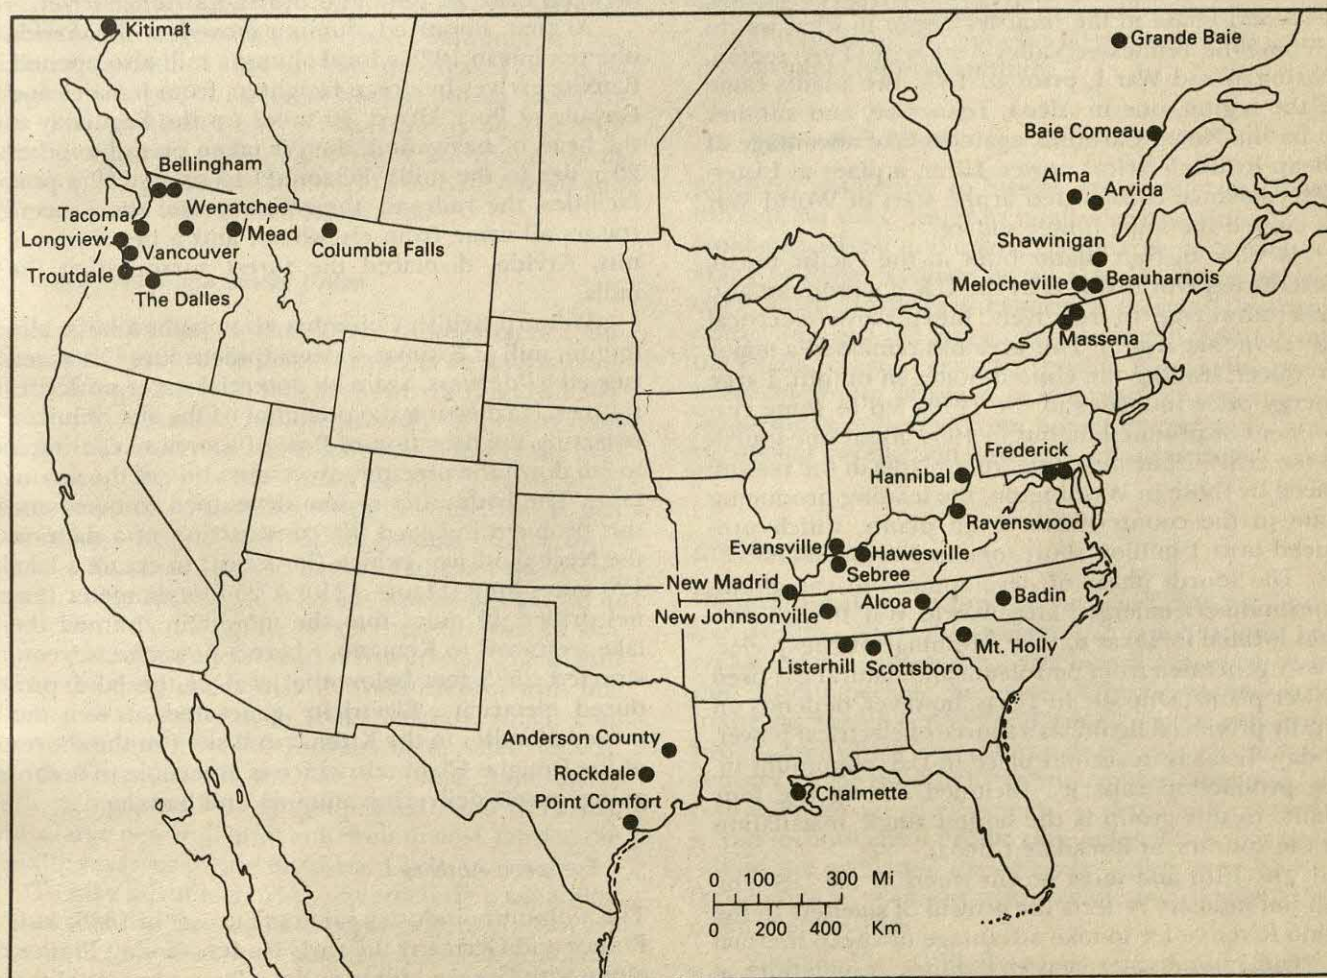 Kitimat
Grande Baie
Baie Comeau
Bellingham
Alma
Arvida
Tacoma
Wenatchee
Longview
Vancouver
Mead
Columbia Falls
Shawinigan
Troutdale
The Dalles
Melocheville
Beauharnois
Massena
Frederick
Hannibal
Ravenswood
Evansville
Hawesville
Sebree
New Madrid
Alcoa
Badin
New Johnsonville
Mt. Holly
Listerhill
Scottsboro
Anderson County
Rockdale
Point Comfort
Chalmette
0 100 300 Mi
0 200 400 Km